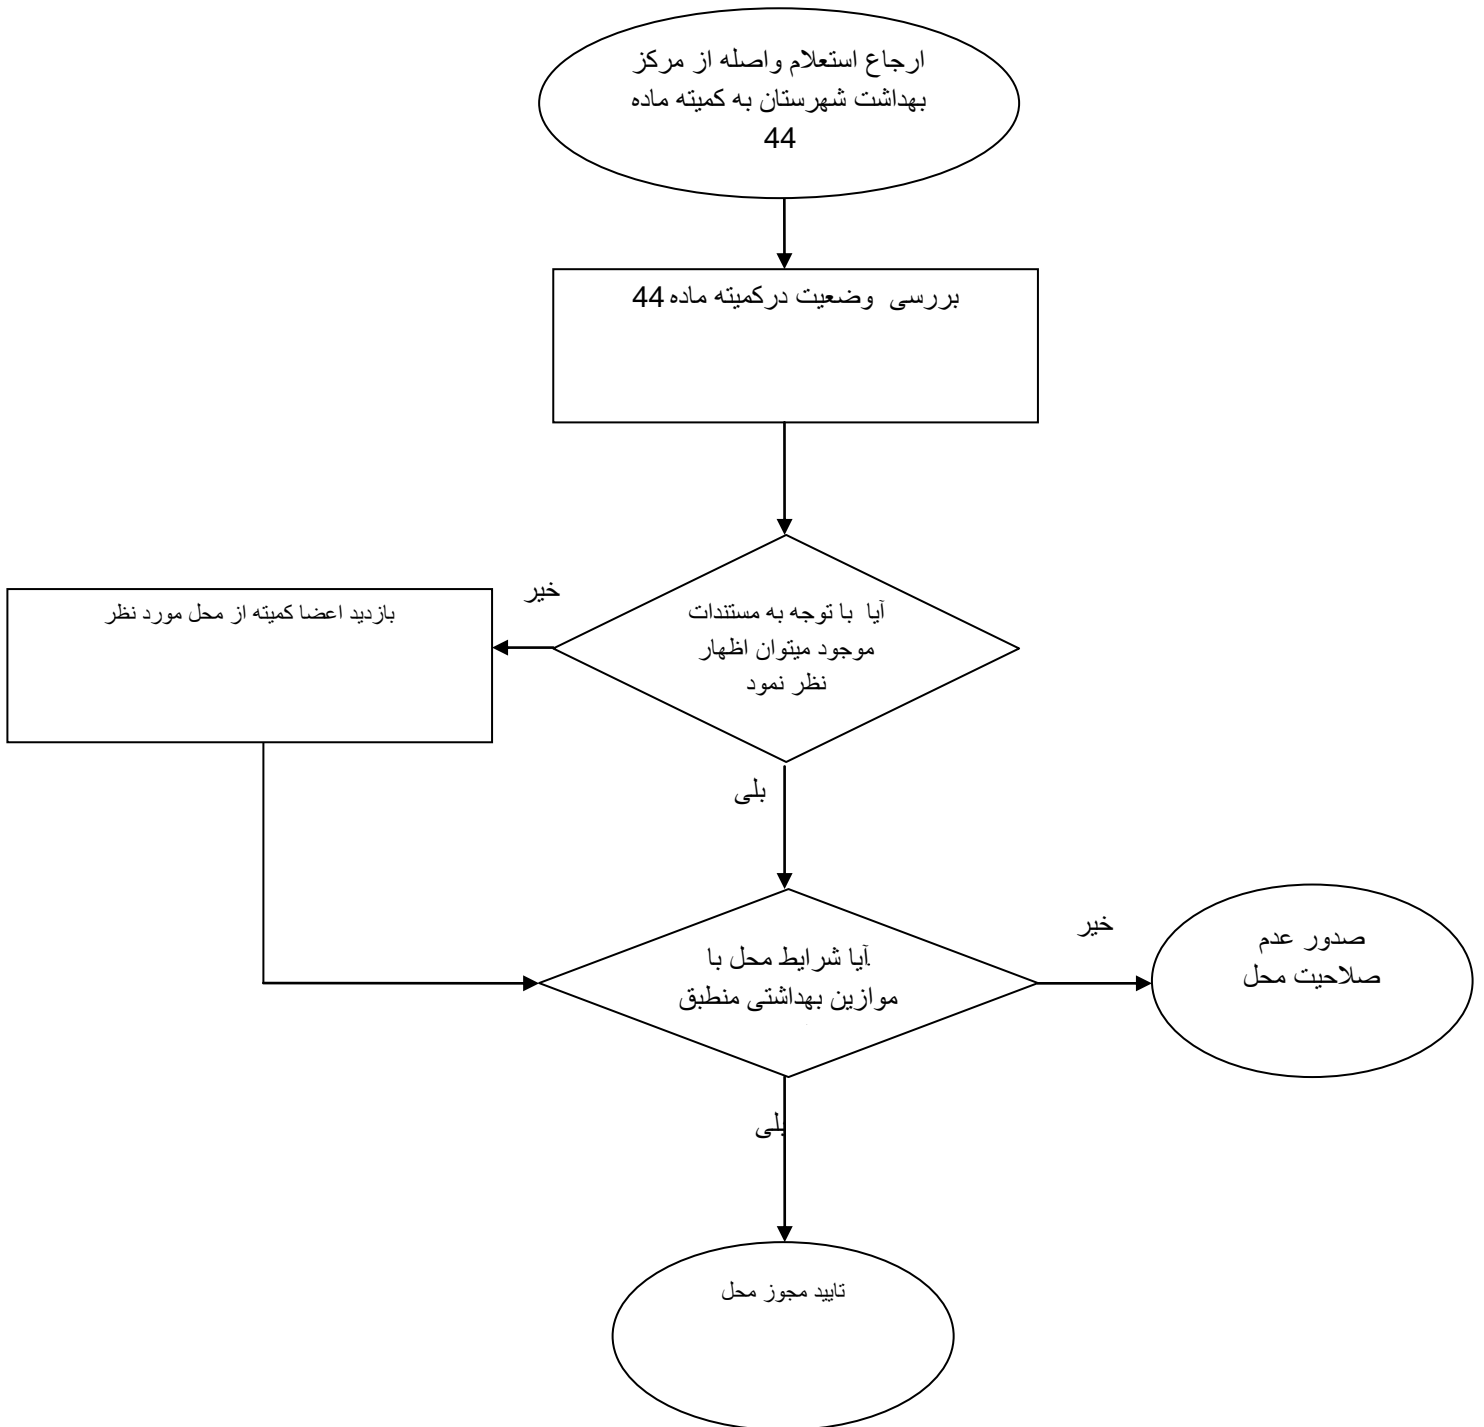 ارجاع استعلام واصله از مرکز
بهداشت شهرستان به کمیته ماده
44
بررسی وضعیت درکمیته ماده 44
آیا با توجه به مستندات
موجود میتوان اظهار
نظر نمود
خیر
بازدید اعضا کمیته از محل مورد نظر
بلی
آیا شرایط محل با
موازین بهداشتی منطبق
خیر
صدور عدم
صلاحیت محل
بلی
تایید مجوز محل